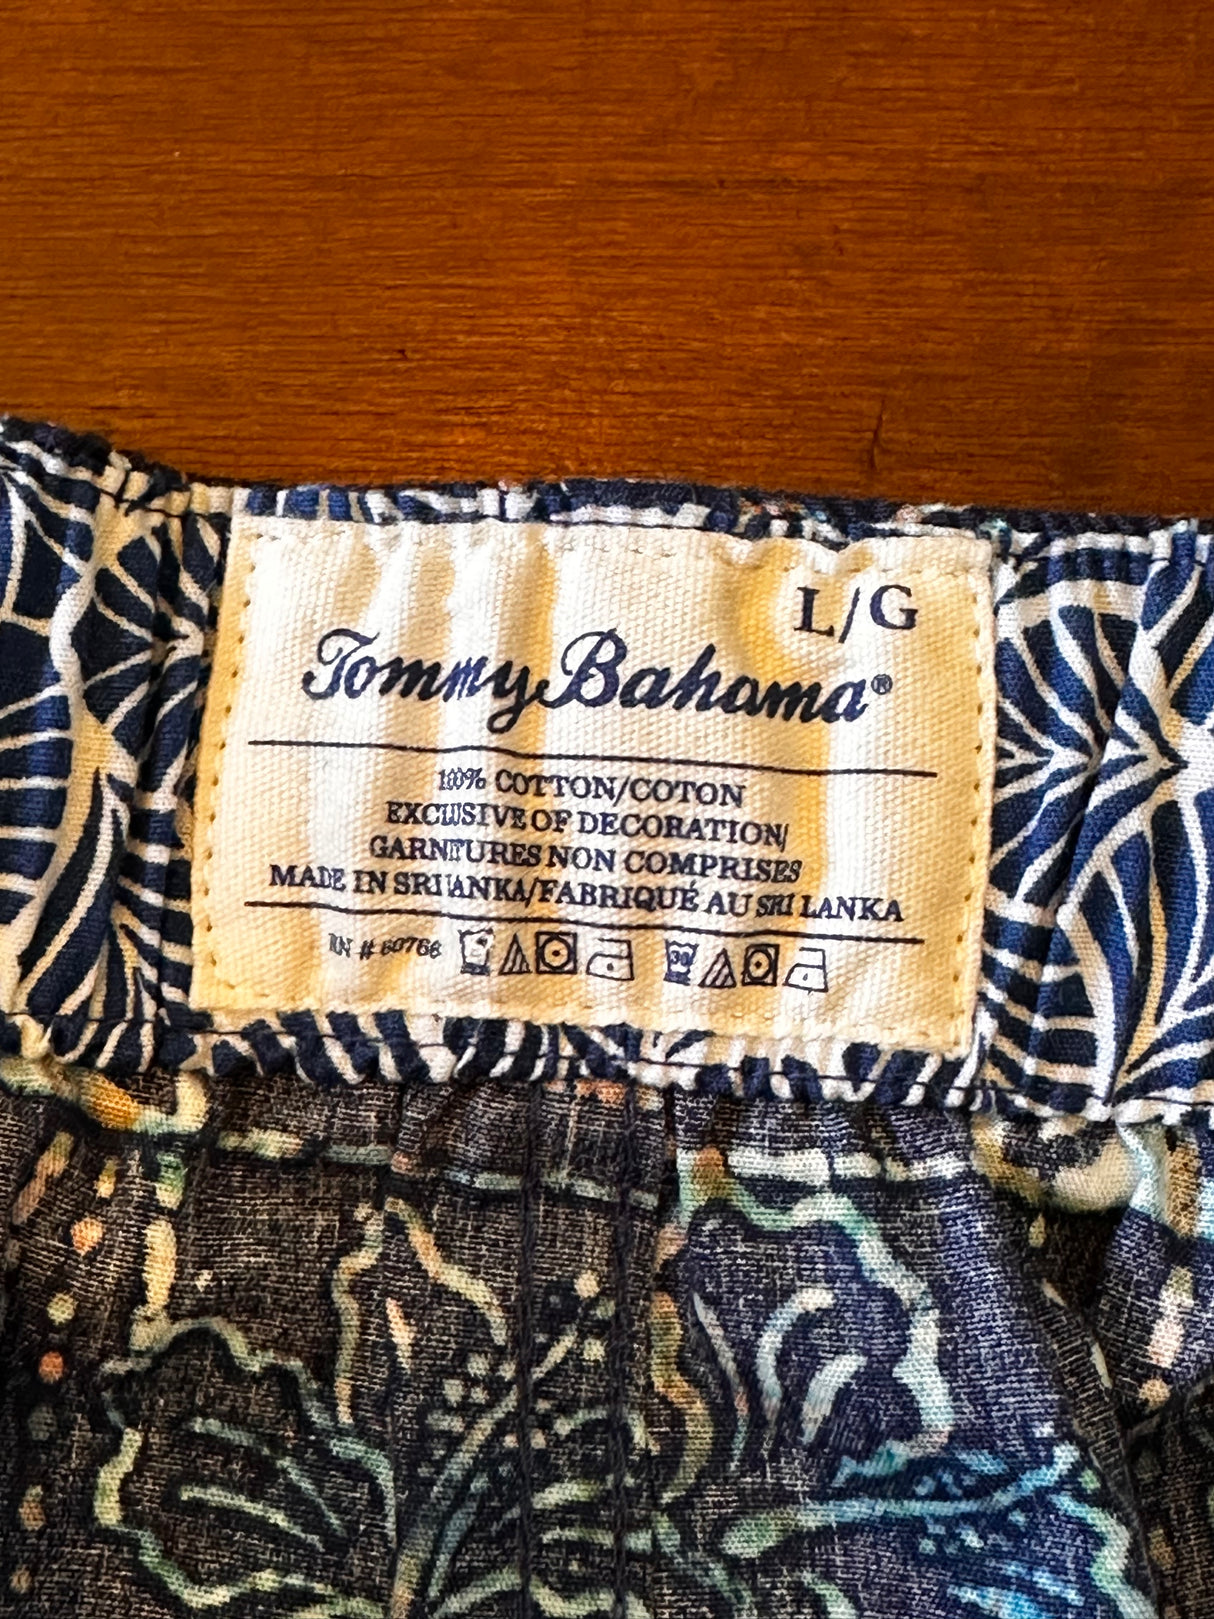 L/G
Tommy Bahama®
100% COTTON/COTON
EXCLUSIVE OF DECORATION/
GARNITURES NON COMPRISES
MADE IN SRI LANKA/FABRIQUÉ AU SRI LANKA
RN # 60766 30